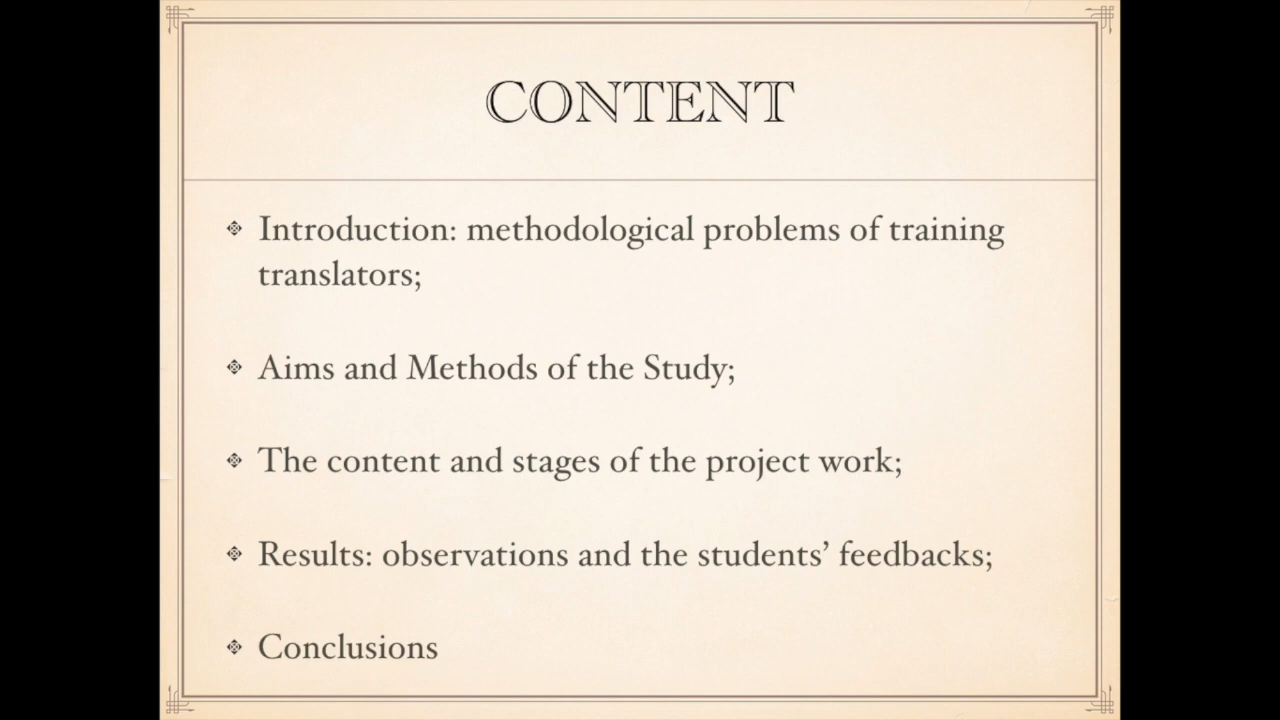 CONTENT
Introduction: methodological problems of training
translators;
Aims and Methods of the Study;
The content and stages of the project work;
Results: observations and the students’ feedbacks;
Conclusions